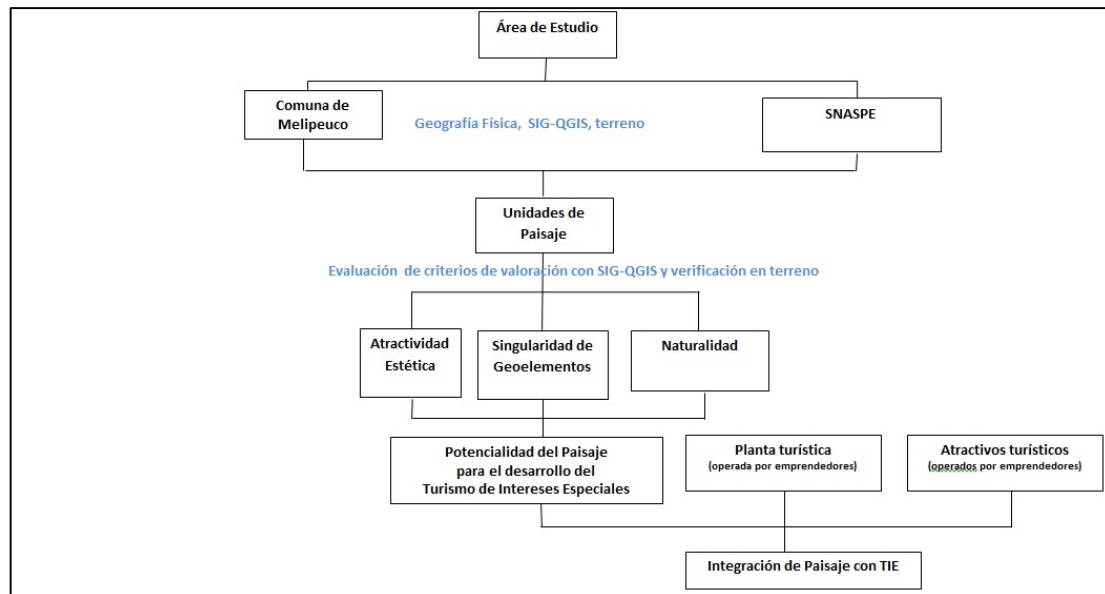 Área de Estudio
Comuna de
Melipeuco
Geografía Física, SIG-QGIS, terreno
SNASPE
Unidades de
Paisaje
Evaluación de criterios de valoración con SIG-QGIS y verificación en terreno
Atractividad
Estética
Singularidad de
Geoelementos
Naturalidad
Potencialidad del Paisaje
para el desarrollo del
Turismo de Intereses Especiales
Planta turística
(operada por emprendedores)
Atractivos turísticos
(operados por emprendedores)
Integración de Paisaje con TIE